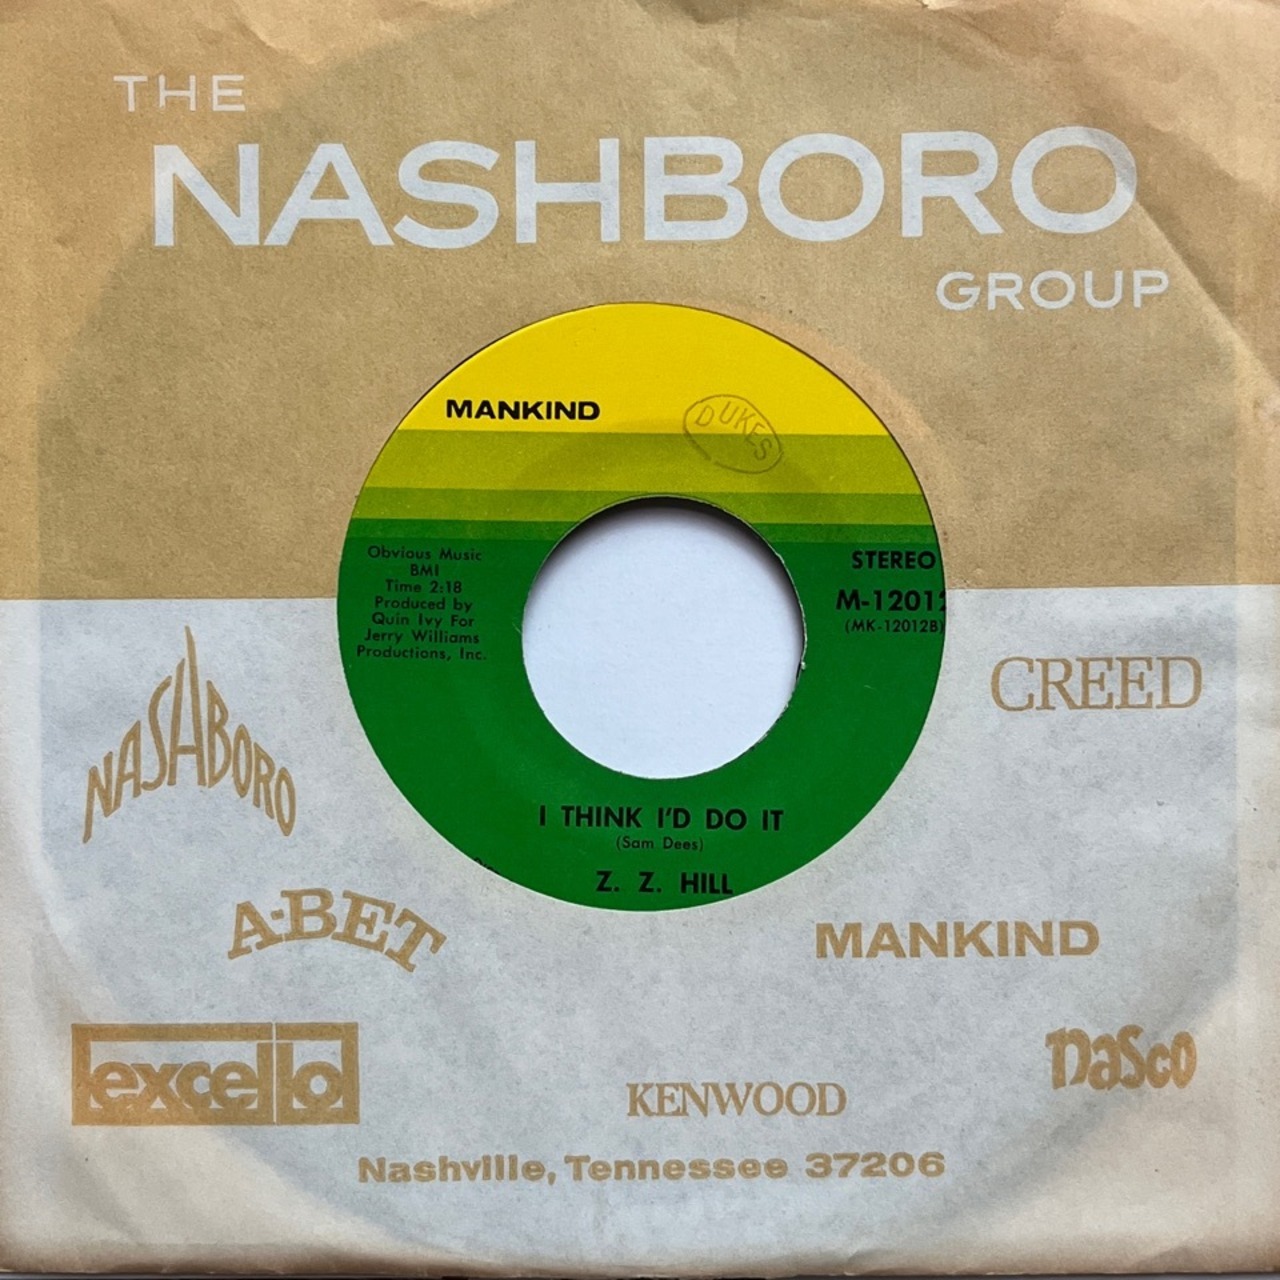 THE
NASHBORO
GROUP
MANKIND
DUKES
Obvious Music
BMI
Time 2:18
Produced by
Quin Ivy For
Jerry Williams
Productions, Inc.
STEREO
M-12012
(MK-12012B)
I THINK I'D DO IT
(Sam Dees)
Z. Z. HILL
NASHBORO
CREED
A-BET
MANKIND
excello
nasco
KENWOOD
Nashville, Tennessee 37206